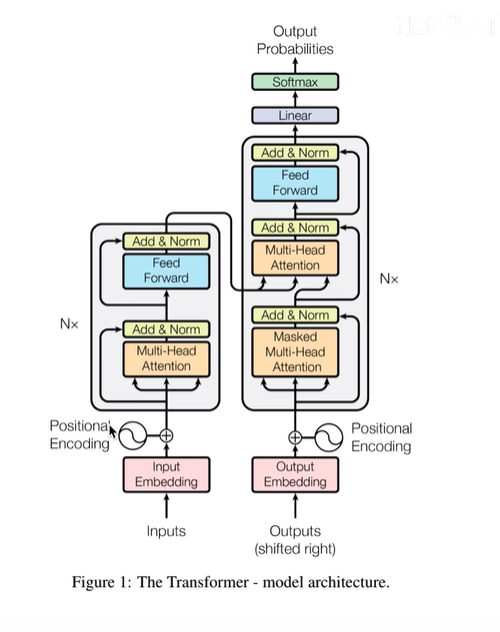 Output
Probabilities
Softmax
Linear
Add & Norm
Feed
Forward
Add & Norm
Multi-Head
Attention
Add & Norm
Masked
Multi-Head
Attention
Nx
Add & Norm
Feed
Forward
Add & Norm
Multi-Head
Attention
Nx
Positional
Encoding
Positional
Encoding
Input
Embedding
Output
Embedding
Inputs
Outputs
(shifted right)
Figure 1: The Transformer - model architecture.